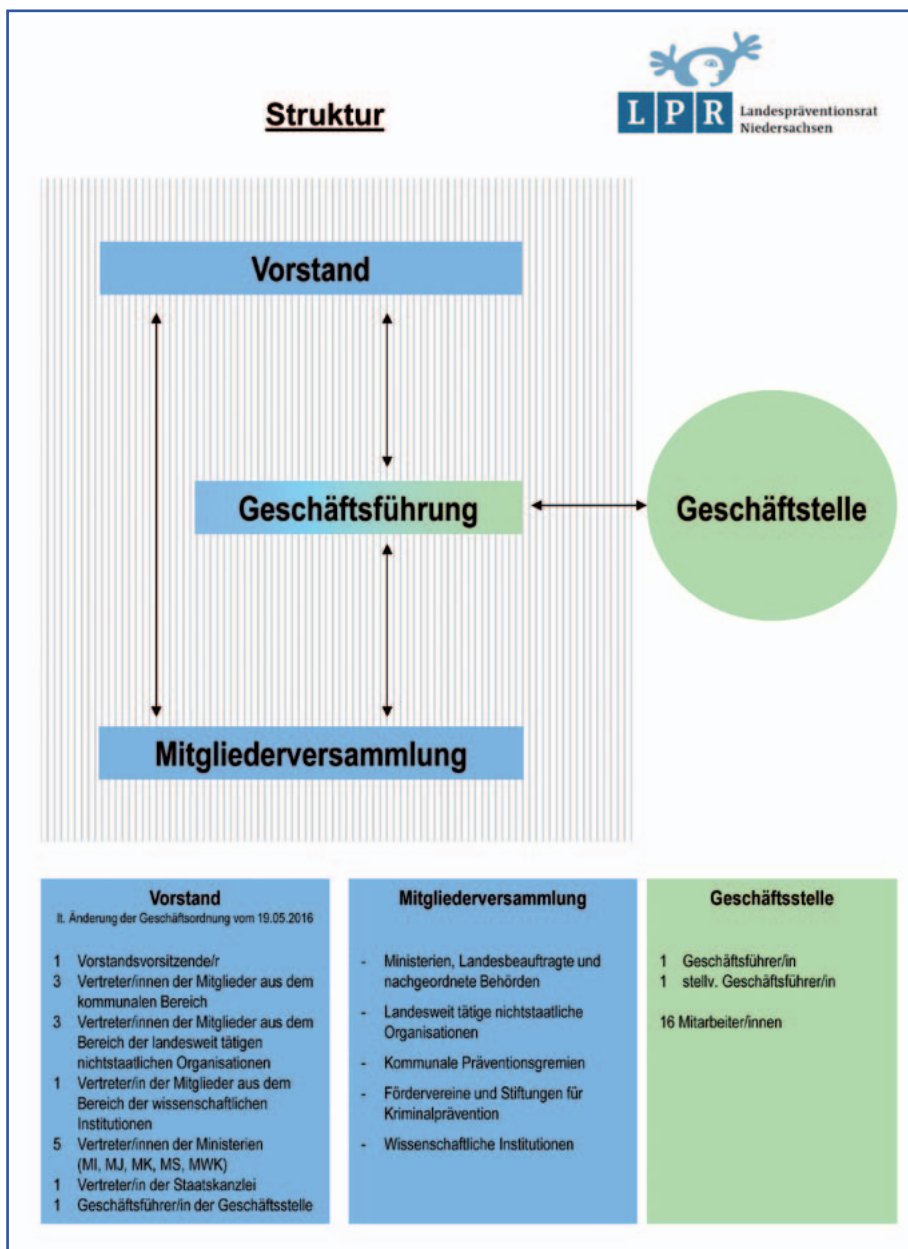 Struktur
LPR Landespräventionsrat
Niedersachsen
Vorstand
Geschäftsführung
Geschäftstelle
Mitgliederversammlung
Vorstand
lt. Änderung der Geschäftsordnung vom 19.05.2016
1 Vorstandsvorsitzende/r
3 Vertreter/innen der Mitglieder aus dem
kommunalen Bereich
3 Vertreter/innen der Mitglieder aus dem
Bereich der landesweit tätigen
nichtstaatlichen Organisationen
1 Vertreter/in der Mitglieder aus dem
Bereich der wissenschaftlichen
Institutionen
5 Vertreter/innen der Ministerien
(MI, MJ, MK, MS, MWK)
1 Vertreter/in der Staatskanzlei
1 Geschäftsführer/in der Geschäftsstelle
Mitgliederversammlung
- Ministerien, Landesbeauftragte und
nachgeordnete Behörden
- Landesweit tätige nichtstaatliche
Organisationen
- Kommunale Präventionsgremien
- Fördervereine und Stiftungen für
Kriminalprävention
- Wissenschaftliche Institutionen
Geschäftsstelle
1 Geschäftsführer/in
1 stellv. Geschäftsführer/in
16 Mitarbeiter/innen